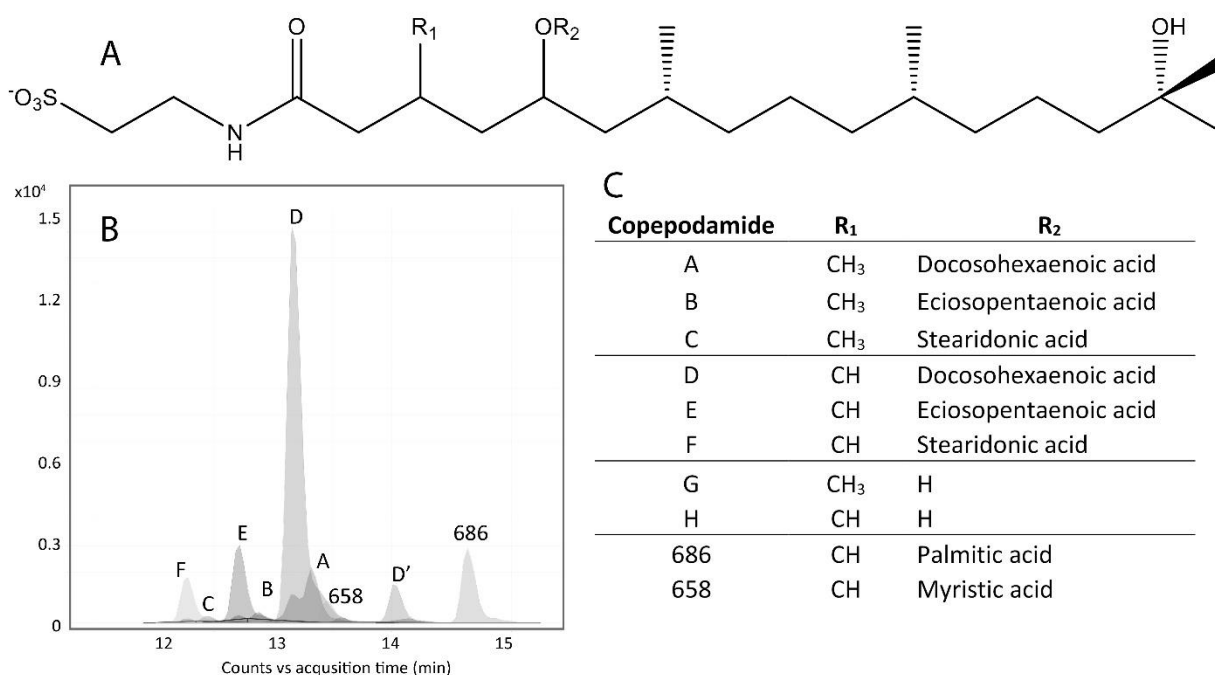 A
R₁
OR₂
O
OH
⁻O₃S
N
H
B
x10⁴
1.5
1.2
0.9
0.6
0.3
0
D
E
F
C
B
A
658
D’
686
12
13
14
15
Counts vs acqusition time (min)
C
Copepodamide R₁ R₂
A CH₃ Docosohexaenoic acid
B CH₃ Eciosopentaenoic acid
C CH₃ Stearidonic acid
D CH Docosohexaenoic acid
E CH Eciosopentaenoic acid
F CH Stearidonic acid
G CH₃ H
H CH H
686 CH Palmitic acid
658 CH Myristic acid